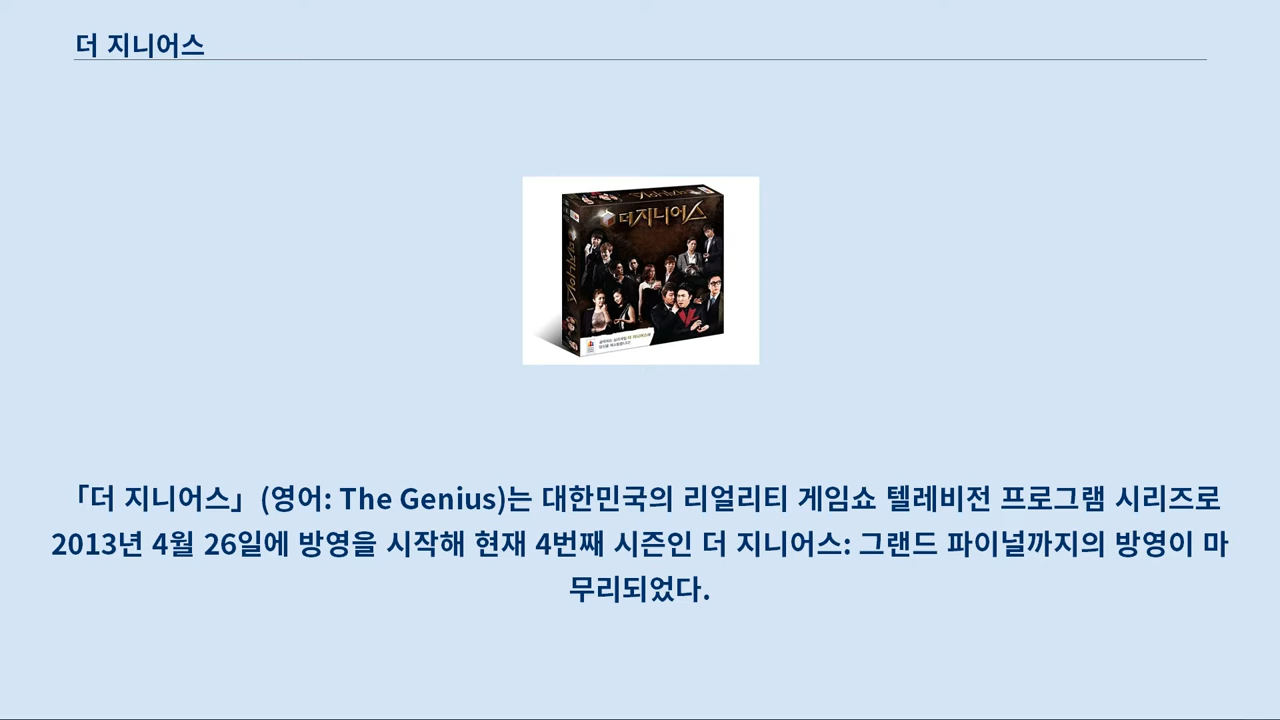 더 지니어스
더지니어스
「더 지니어스」(영어: The Genius)는 대한민국의 리얼리티 게임쇼 텔레비전 프로그램 시리즈로
2013년 4월 26일에 방영을 시작해 현재 4번째 시즌인 더 지니어스: 그랜드 파이널까지의 방영이 마
무리되었다.